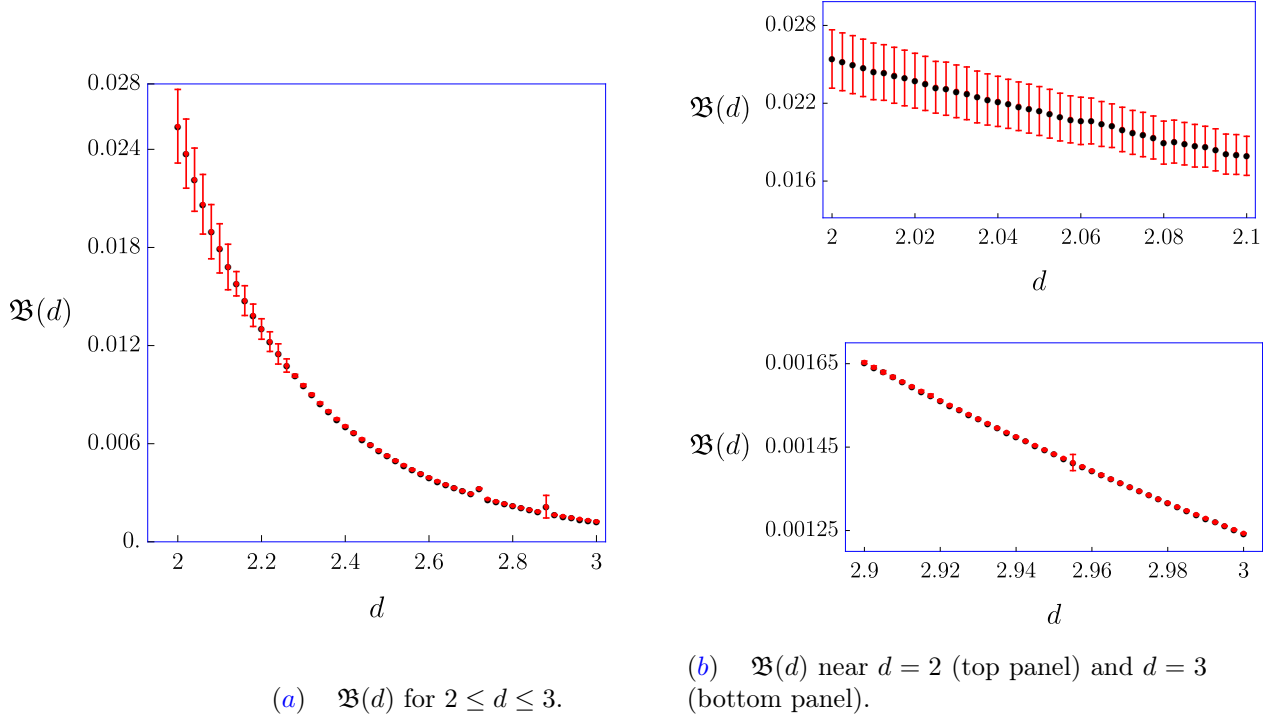 0.028
0.024
0.018
0.012
0.006
0.
𝔅(d)
2 2.2 2.4 2.6 2.8 3
d
(a) 𝔅(d) for 2 ≤ d ≤ 3.
0.028
0.022
0.016
𝔅(d)
2 2.02 2.04 2.06 2.08 2.1
d
0.00165
0.00145
0.00125
𝔅(d)
2.9 2.92 2.94 2.96 2.98 3
d
(b) 𝔅(d) near d = 2 (top panel) and d = 3
(bottom panel).